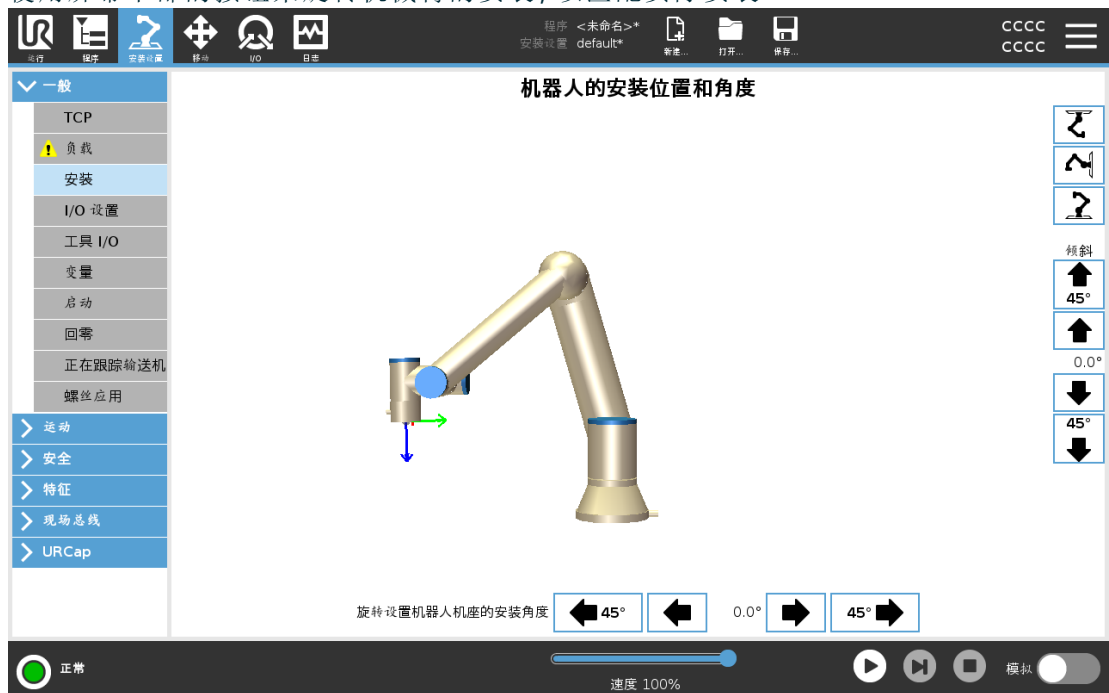 程序 <未命名>*
安装设置 default*
新建...
打开...
保存...
CCCC
CCCC
UR
运行
程序
安装设置
移动
I/O
日志
一般
TCP
负载
安装
I/O 设置
工具 I/O
变量
启动
回零
正在跟踪输送机
螺丝应用
运动
安全
特征
现场总线
URCap
机器人的安装位置和角度
倾斜
45°
0.0°
45°
旋转设置机器人机座的安装角度
45°
0.0°
45°
正常
速度 100%
模拟